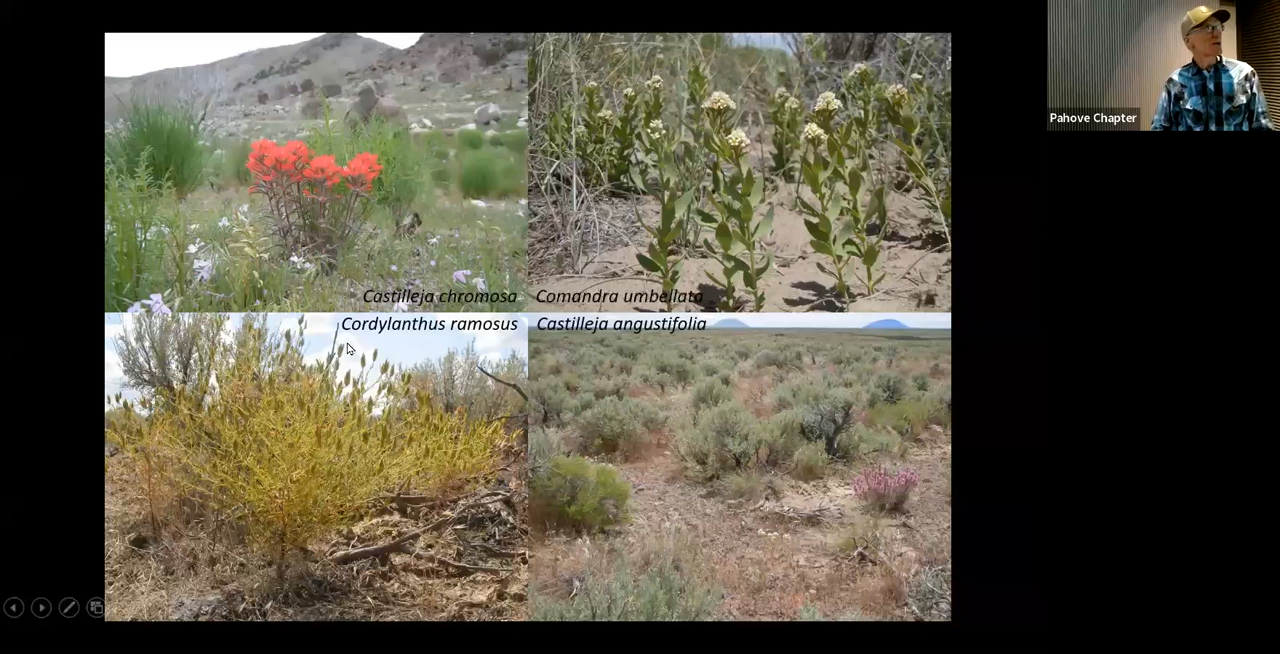 Pahove Chapter
Castilleja chromosa
Comandra umbellata
Cordylanthus ramosus
Castilleja angustifolia